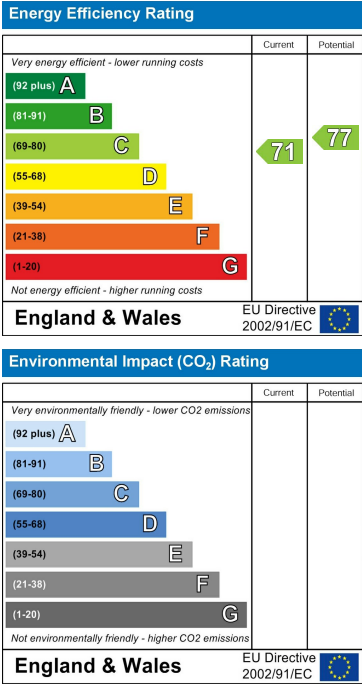 Energy Efficiency Rating
Current Potential
Very energy efficient - lower running costs
(92 plus) A
(81-91) B
(69-80) C
(55-68) D
(39-54) E
(21-38) F
(1-20) G
71 77
Not energy efficient - higher running costs
England & Wales
EU Directive
2002/91/EC
Environmental Impact (CO₂) Rating
Current Potential
Very environmentally friendly - lower CO2 emissions
(92 plus) A
(81-91) B
(69-80) C
(55-68) D
(39-54) E
(21-38) F
(1-20) G
Not environmentally friendly - higher CO2 emissions
England & Wales
EU Directive
2002/91/EC